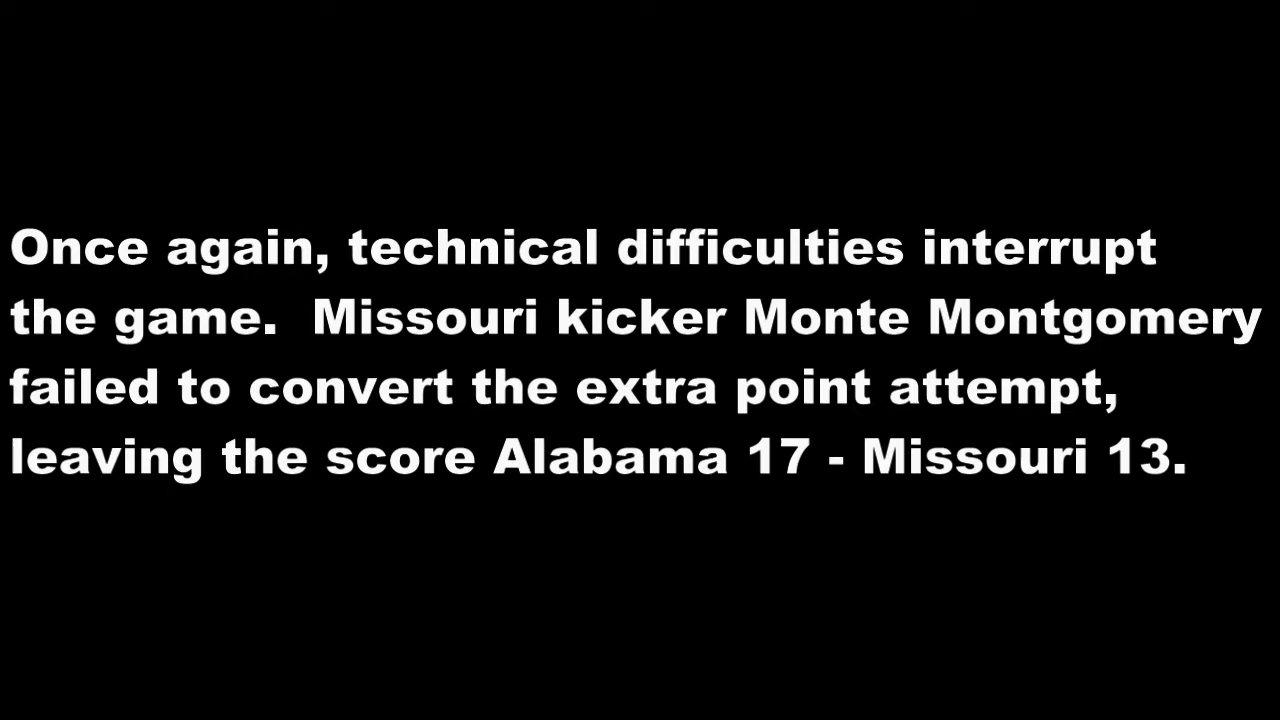 Once again, technical difficulties interrupt
the game.  Missouri kicker Monte Montgomery
failed to convert the extra point attempt,
leaving the score Alabama 17 - Missouri 13.